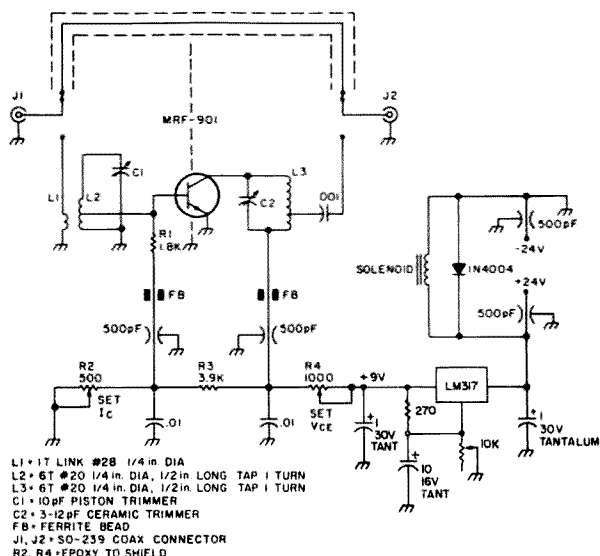 J1
J2
MRF-901
C1
L1
L2
L3
C2
.001
R1
1.8K
500pF
-24V
SOLENOID
1N4004
+24V
500pF
FB
FB
500pF
500pF
R2
500
SET
IC
R3
3.9K
R4
1000
SET
VCE
+9V
LM317
.01
.01
+
1
30V
TANT
270
+
10
16V
TANT
10K
+
1
30V
TANTALUM
L1 = 1T LINK #28 1/4 in. DIA
L2 = 6T #20 1/4 in. DIA, 1/2 in. LONG TAP 1 TURN
L3 = 6T #20 1/4 in. DIA, 1/2 in. LONG TAP 1 TURN
C1 = 10pF PISTON TRIMMER
C2 = 3-12pF CERAMIC TRIMMER
FB = FERRITE BEAD
J1, J2 = SO-239 COAX CONNECTOR
R2, R4 = EPOXY TO SHIELD